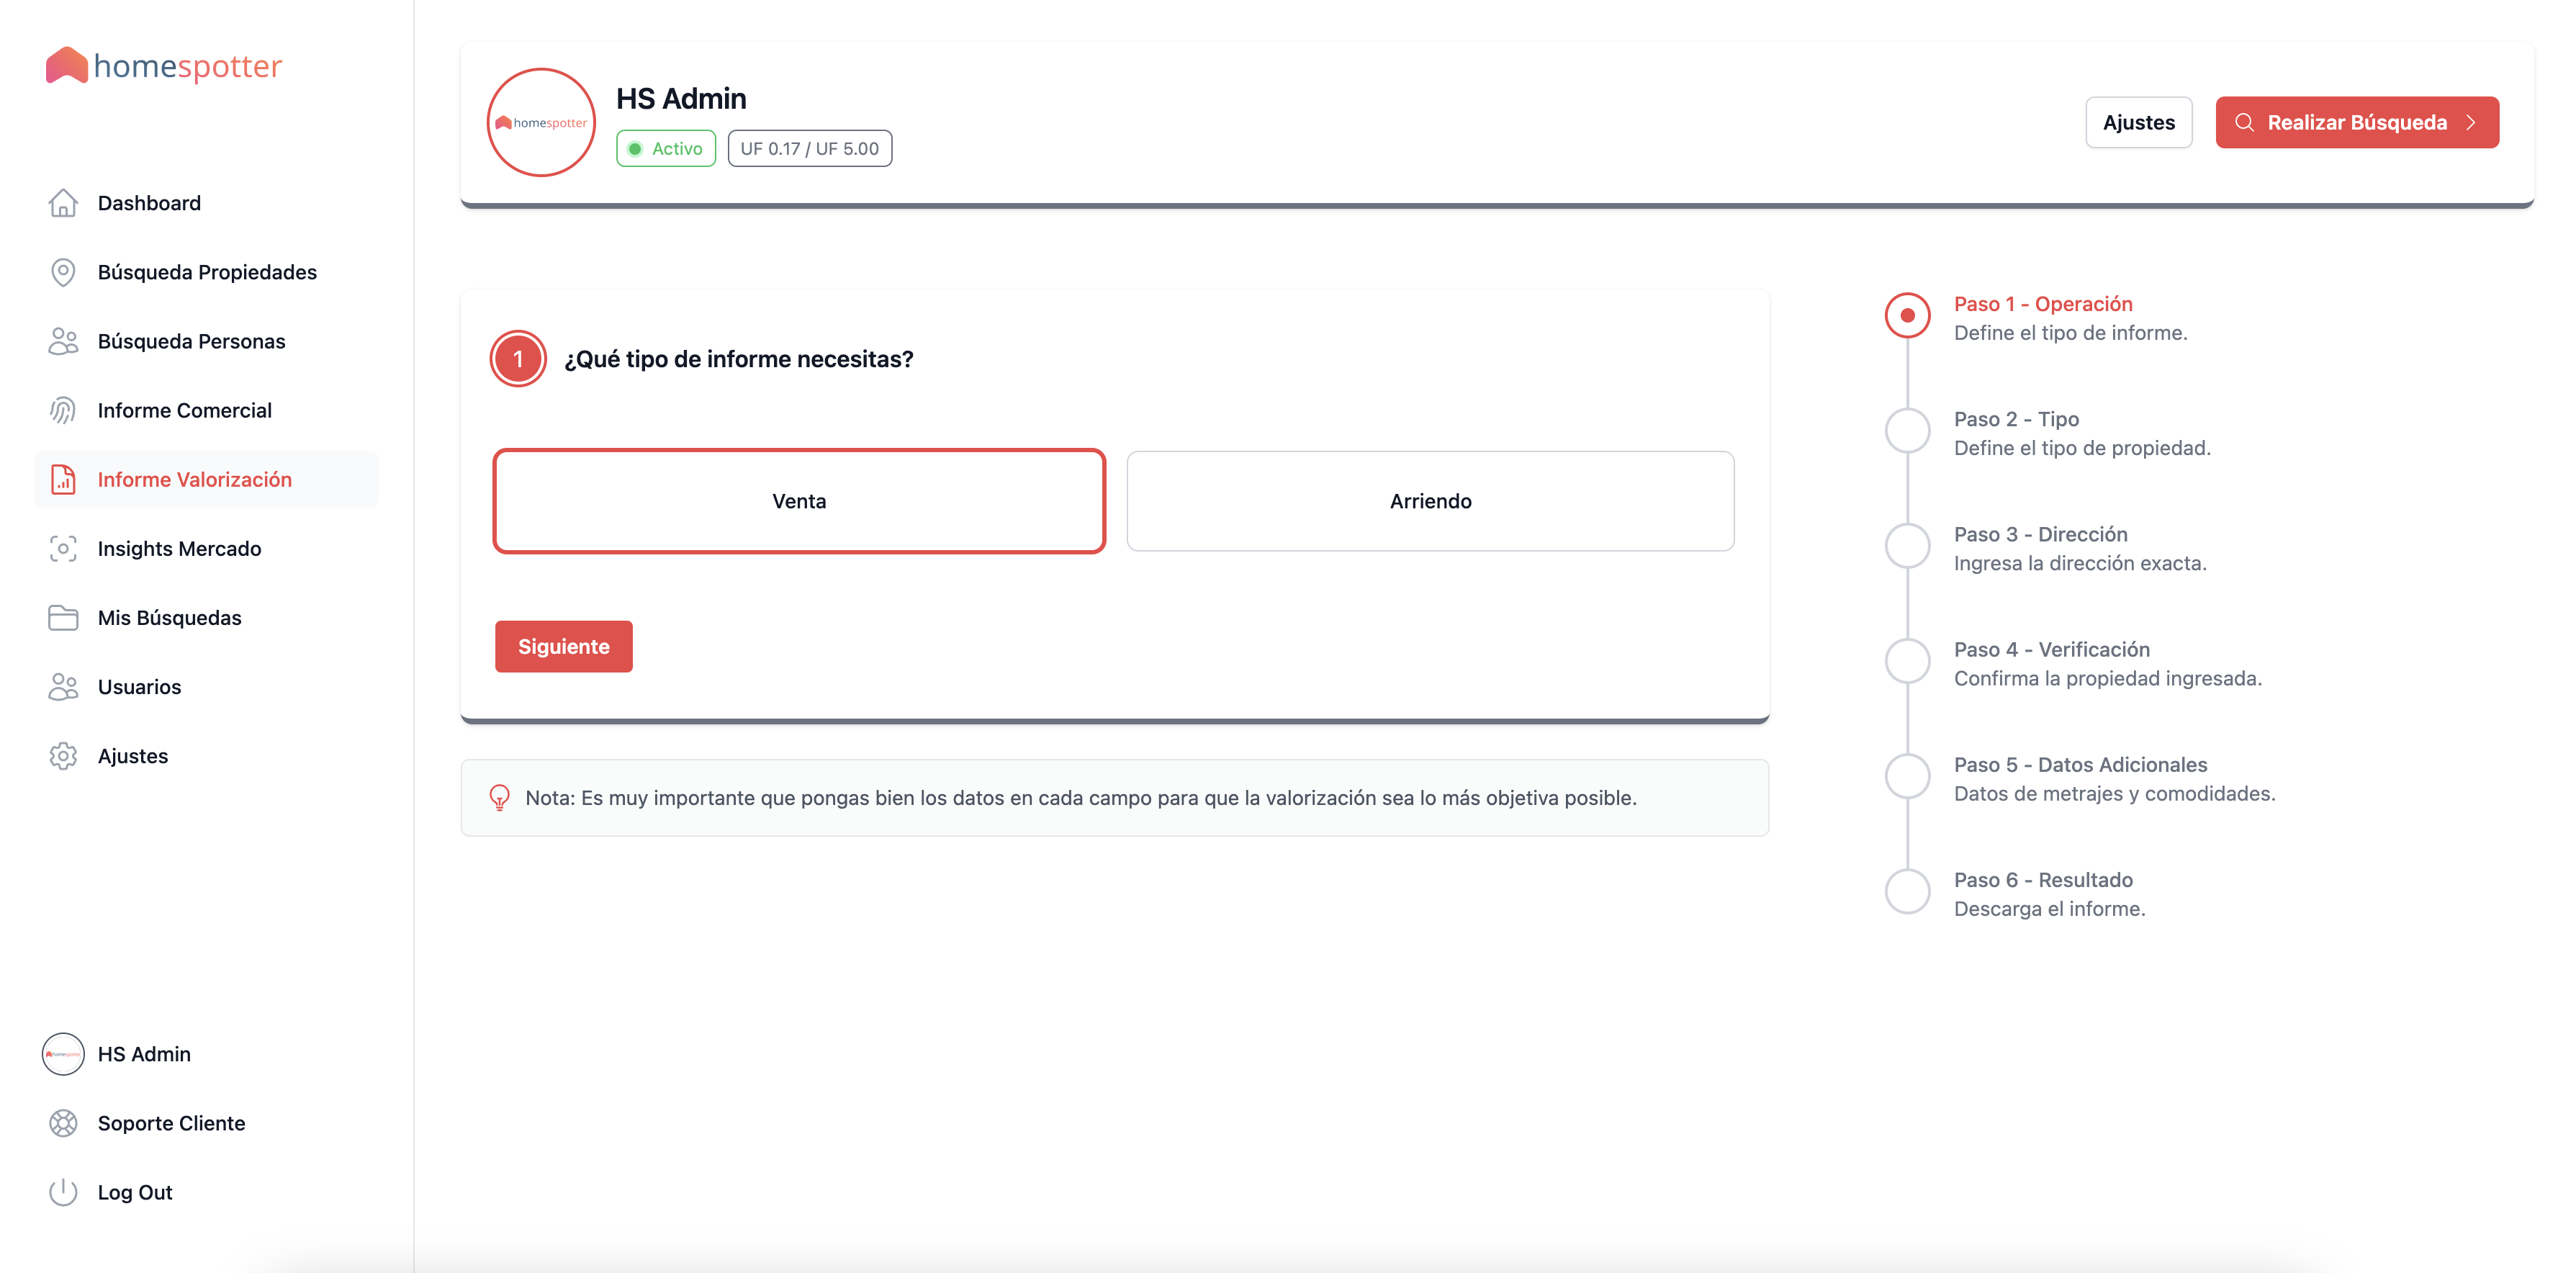 homespotter
Dashboard
Búsqueda Propiedades
Búsqueda Personas
Informe Comercial
Informe Valorización
Insights Mercado
Mis Búsquedas
Usuarios
Ajustes
homespotter
HS Admin
Soporte Cliente
Log Out
homespotter
HS Admin
Activo
UF 0.17 / UF 5.00
Ajustes
Realizar Búsqueda
1
¿Qué tipo de informe necesitas?
Venta
Arriendo
Siguiente
Nota: Es muy importante que pongas bien los datos en cada campo para que la valorización sea lo más objetiva posible.
Paso 1 - Operación
Define el tipo de informe.
Paso 2 - Tipo
Define el tipo de propiedad.
Paso 3 - Dirección
Ingresa la dirección exacta.
Paso 4 - Verificación
Confirma la propiedad ingresada.
Paso 5 - Datos Adicionales
Datos de metrajes y comodidades.
Paso 6 - Resultado
Descarga el informe.